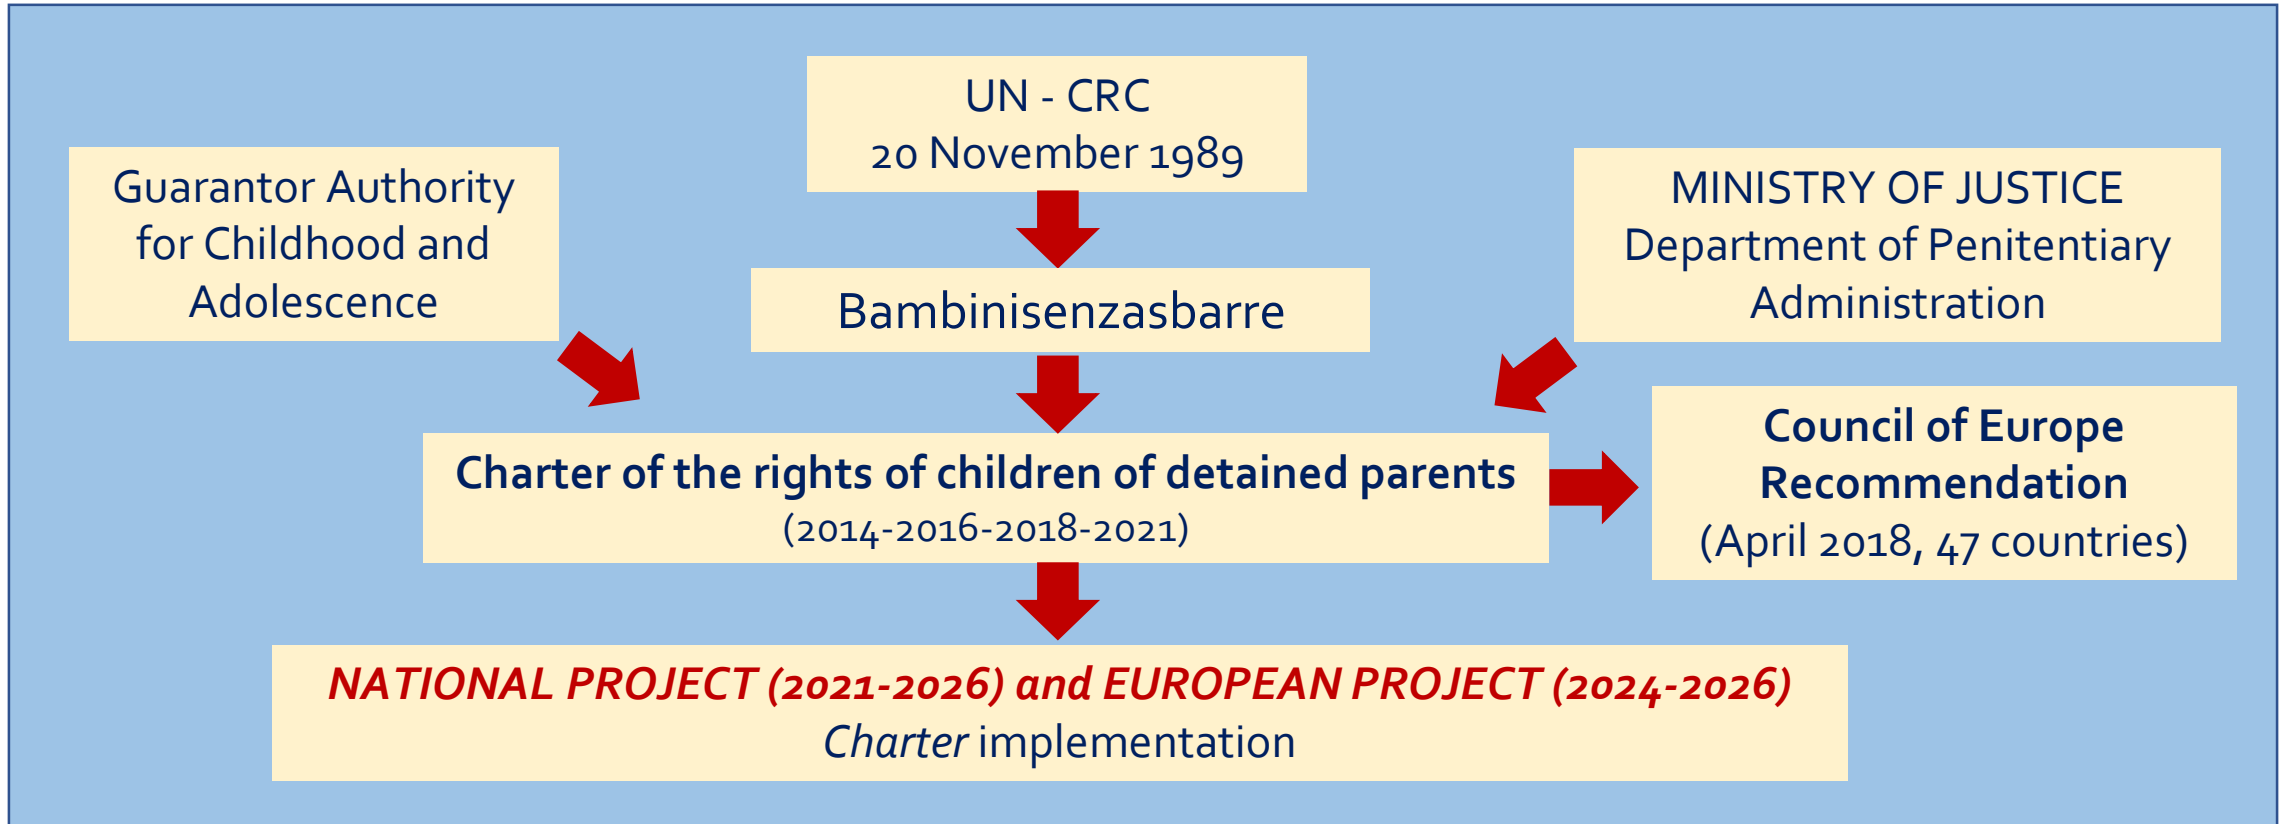 UN - CRC
20 November 1989
Guarantor Authority
for Childhood and
Adolescence
MINISTRY OF JUSTICE
Department of Penitentiary
Administration
Bambinisenzasbarre
Charter of the rights of children of detained parents
(2014-2016-2018-2021)
Council of Europe
Recommendation
(April 2018, 47 countries)
NATIONAL PROJECT (2021-2026) and EUROPEAN PROJECT (2024-2026)
Charter implementation